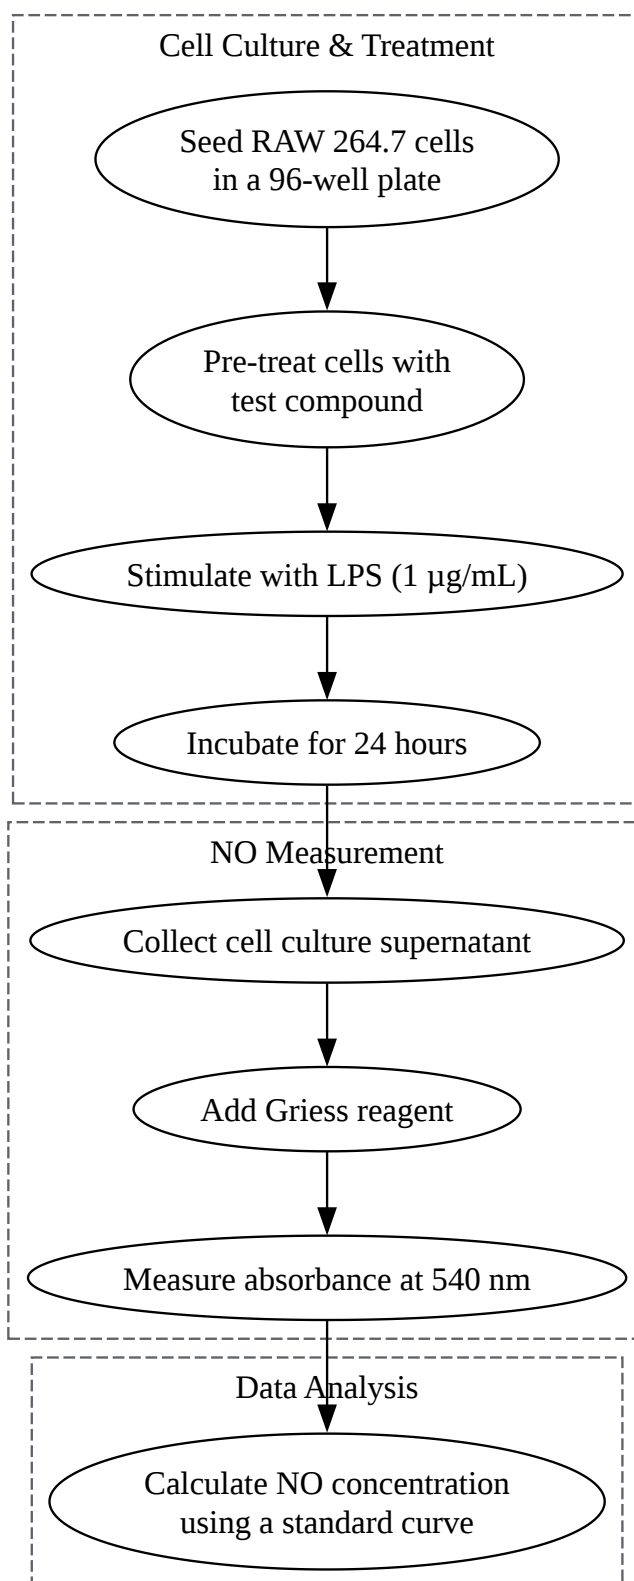 Cell Culture & Treatment
Seed RAW 264.7 cells
in a 96-well plate
Pre-treat cells with
test compound
Stimulate with LPS (1 µg/mL)
Incubate for 24 hours
NO Measurement
Collect cell culture supernatant
Add Griess reagent
Measure absorbance at 540 nm
Data Analysis
Calculate NO concentration
using a standard curve